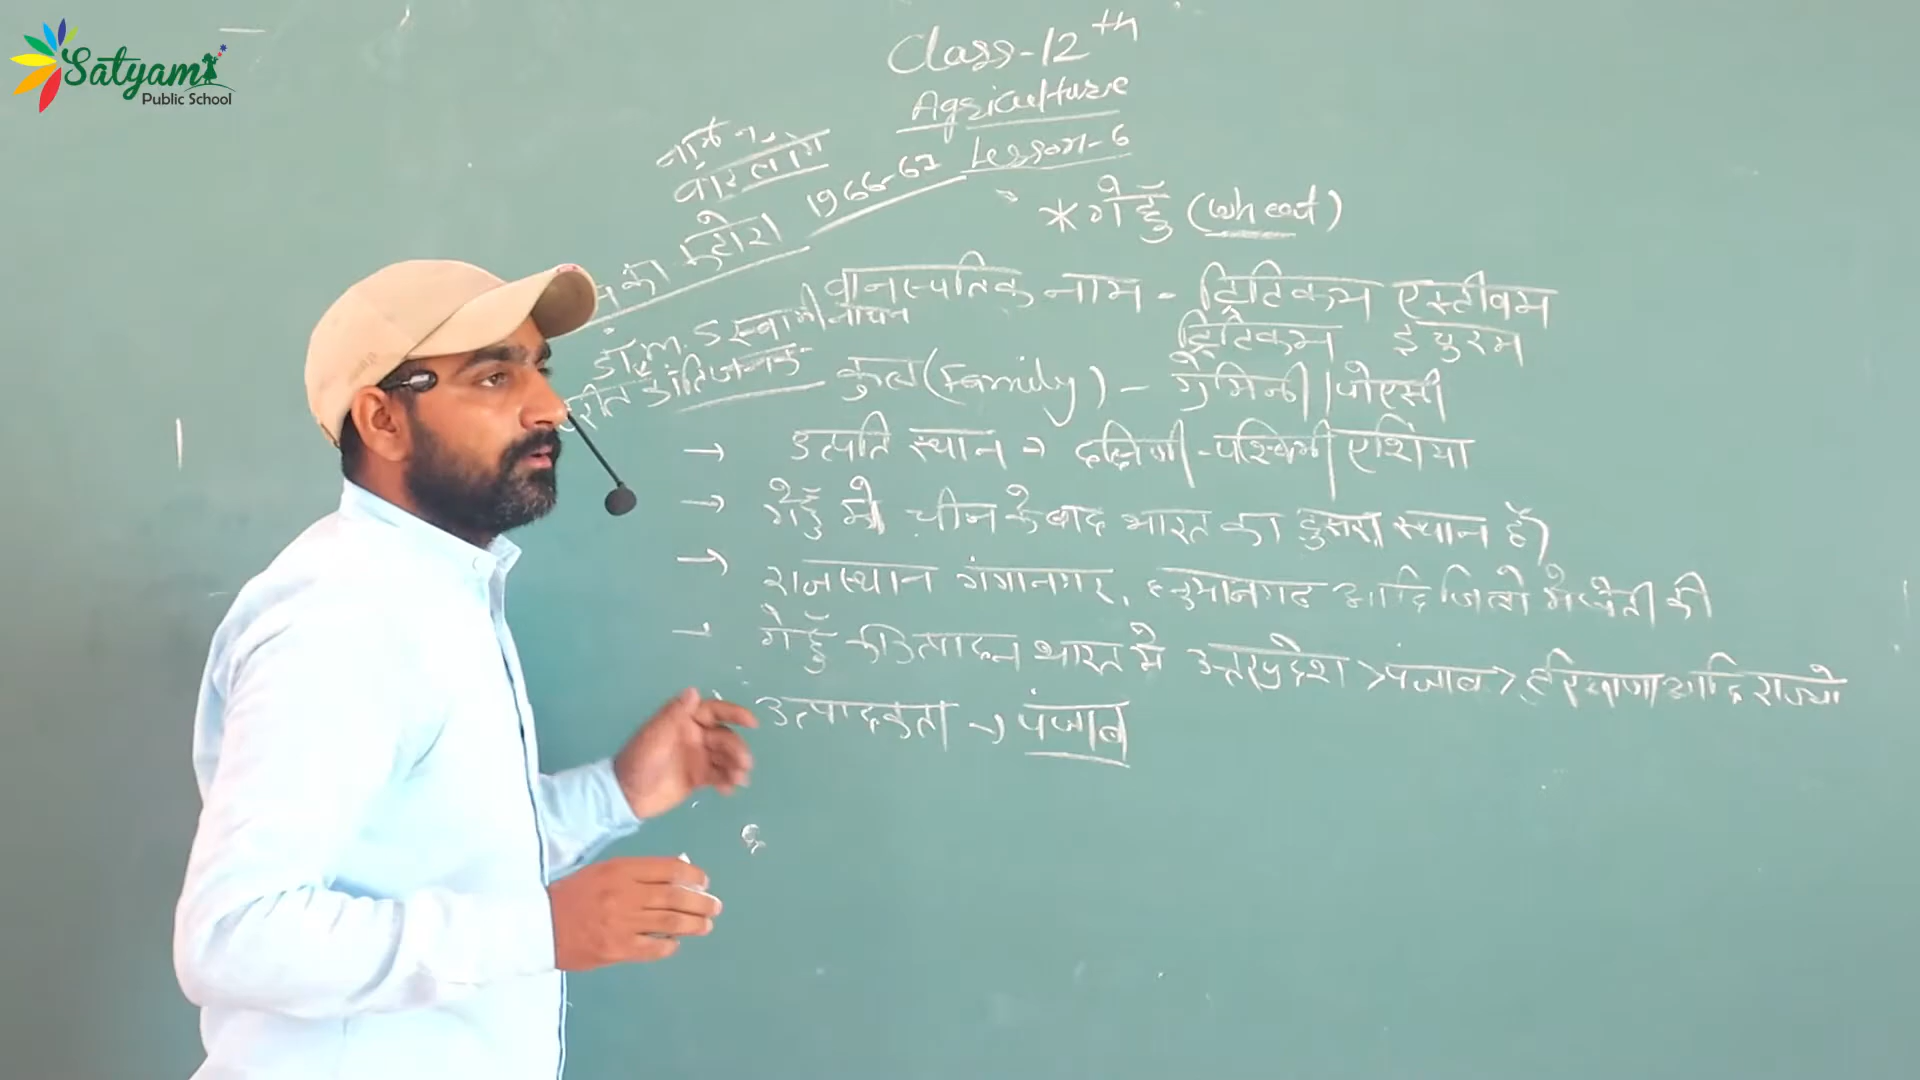 Satyam
Public School
Class-12th
Agriculture
Lesson-6
* गेहूँ (wheat)
1966-67
वानस्पतिक नाम - ट्रिटिकम एस्टीवम
ट्रिटिकम ड्युरम
कुल (Family) - ग्रेमिनी / पोएसी
→ उत्पति स्थान → दक्षिणी-पश्चिमी एशिया
→ गेहूँ में चीन के बाद भारत का दुसरा स्थान हैं
→ राजस्थान गंगानगर, हनुमानगढ आदि जिलो मे खेती की
→ गेहूँ की उत्पादन भारत मे उत्तरप्रदेश > पंजाब > हरियाणा आदि राज्यो
उत्पादकता → पंजाब
बोरलोग
डॉ. M. S स्वामीनाथन